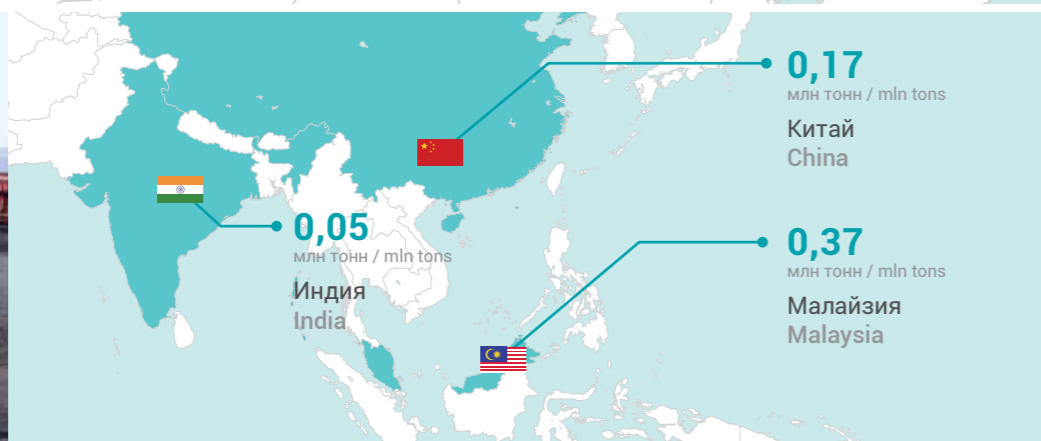 0,17
млн тонн / mln tons
Китай
China
0,05
млн тонн / mln tons
Индия
India
0,37
млн тонн / mln tons
Малайзия
Malaysia